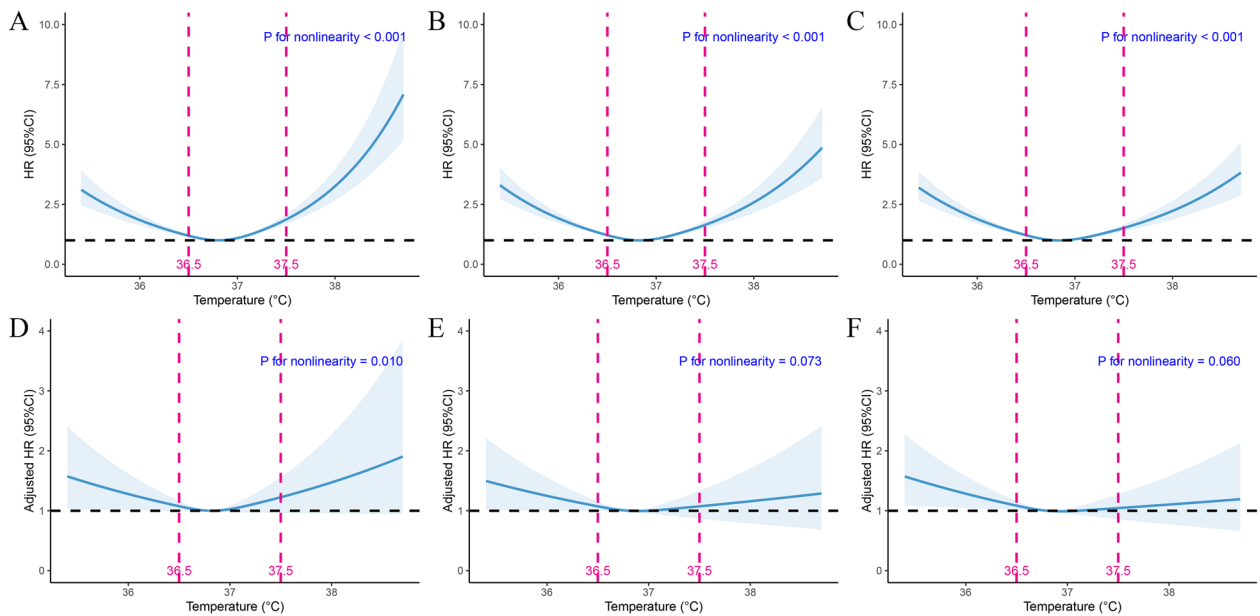 A
P for nonlinearity < 0.001
HR (95%CI)
10.0
7.5
5.0
2.5
0.0
36.5
37.5
36
37
38
Temperature (°C)
B
P for nonlinearity < 0.001
HR (95%CI)
10.0
7.5
5.0
2.5
0.0
36.5
37.5
36
37
38
Temperature (°C)
C
P for nonlinearity < 0.001
HR (95%CI)
10.0
7.5
5.0
2.5
0.0
36.5
37.5
36
37
38
Temperature (°C)
D
P for nonlinearity = 0.010
Adjusted HR (95%CI)
4
3
2
1
0
36.5
37.5
36
37
38
Temperature (°C)
E
P for nonlinearity = 0.073
Adjusted HR (95%CI)
4
3
2
1
0
36.5
37.5
36
37
38
Temperature (°C)
F
P for nonlinearity = 0.060
Adjusted HR (95%CI)
4
3
2
1
0
36.5
37.5
36
37
38
Temperature (°C)